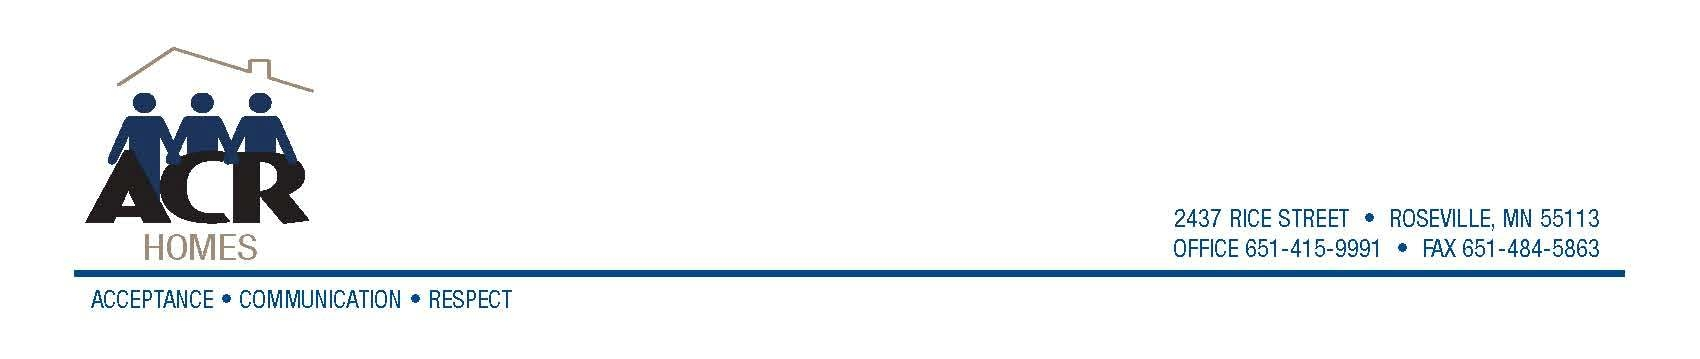 ACR
HOMES
2437 RICE STREET • ROSEVILLE, MN 55113
OFFICE 651-415-9991 • FAX 651-484-5863
ACCEPTANCE • COMMUNICATION • RESPECT